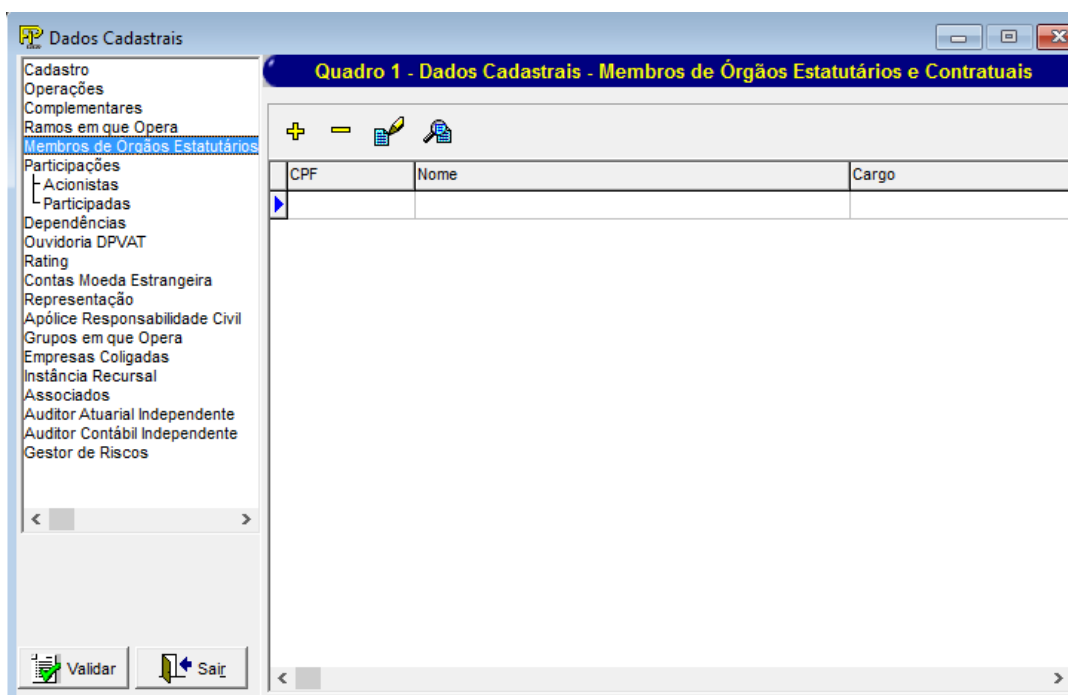 Dados Cadastrais
Cadastro
Operações
Complementares
Ramos em que Opera
Membros de Orgãos Estatutários
Participações
Acionistas
Participadas
Dependências
Ouvidoria DPVAT
Rating
Contas Moeda Estrangeira
Representação
Apólice Responsabilidade Civil
Grupos em que Opera
Empresas Coligadas
Instância Recursal
Associados
Auditor Atuarial Independente
Auditor Contábil Independente
Gestor de Riscos
Validar
Sair
Quadro 1 - Dados Cadastrais - Membros de Órgãos Estatutários e Contratuais
CPF Nome Cargo